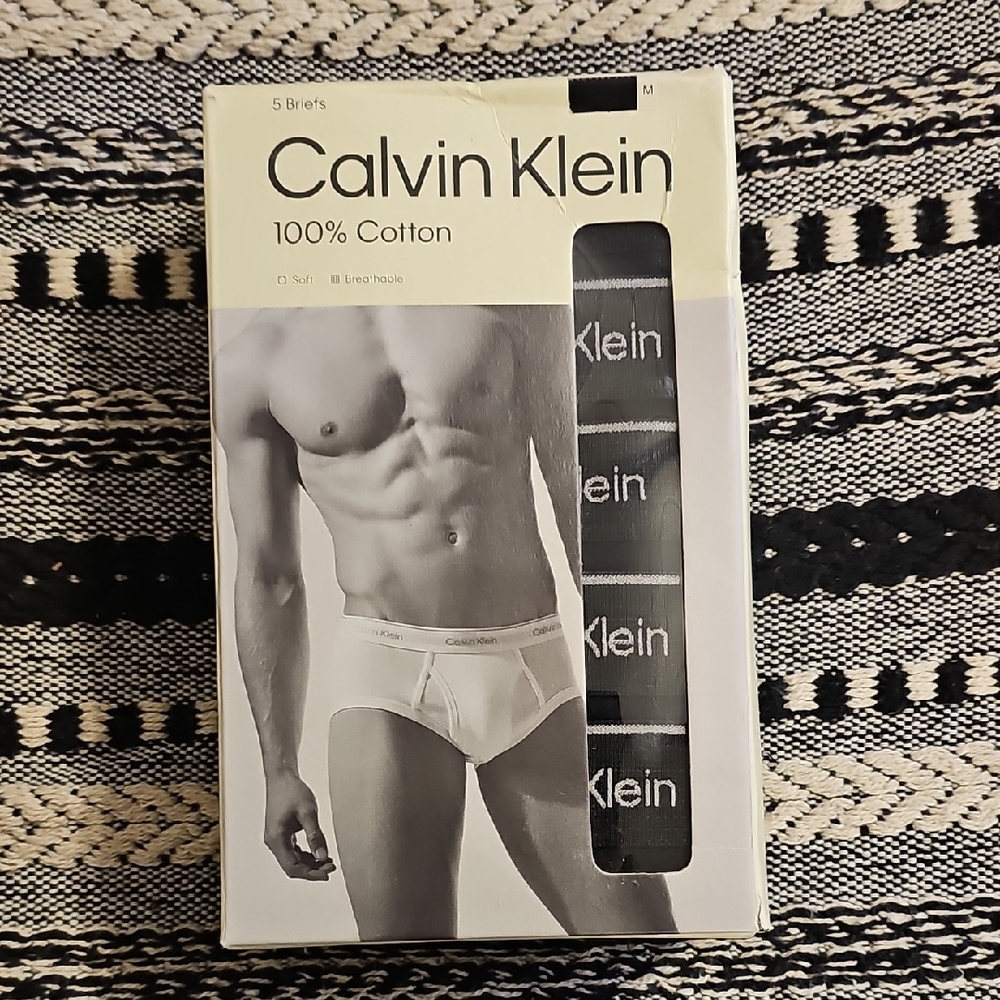 5 Briefs
M
Calvin Klein
100% Cotton
Soft Breathable
Klein
lein
Klein
Klein
n Klein Calvin Klein Calvin